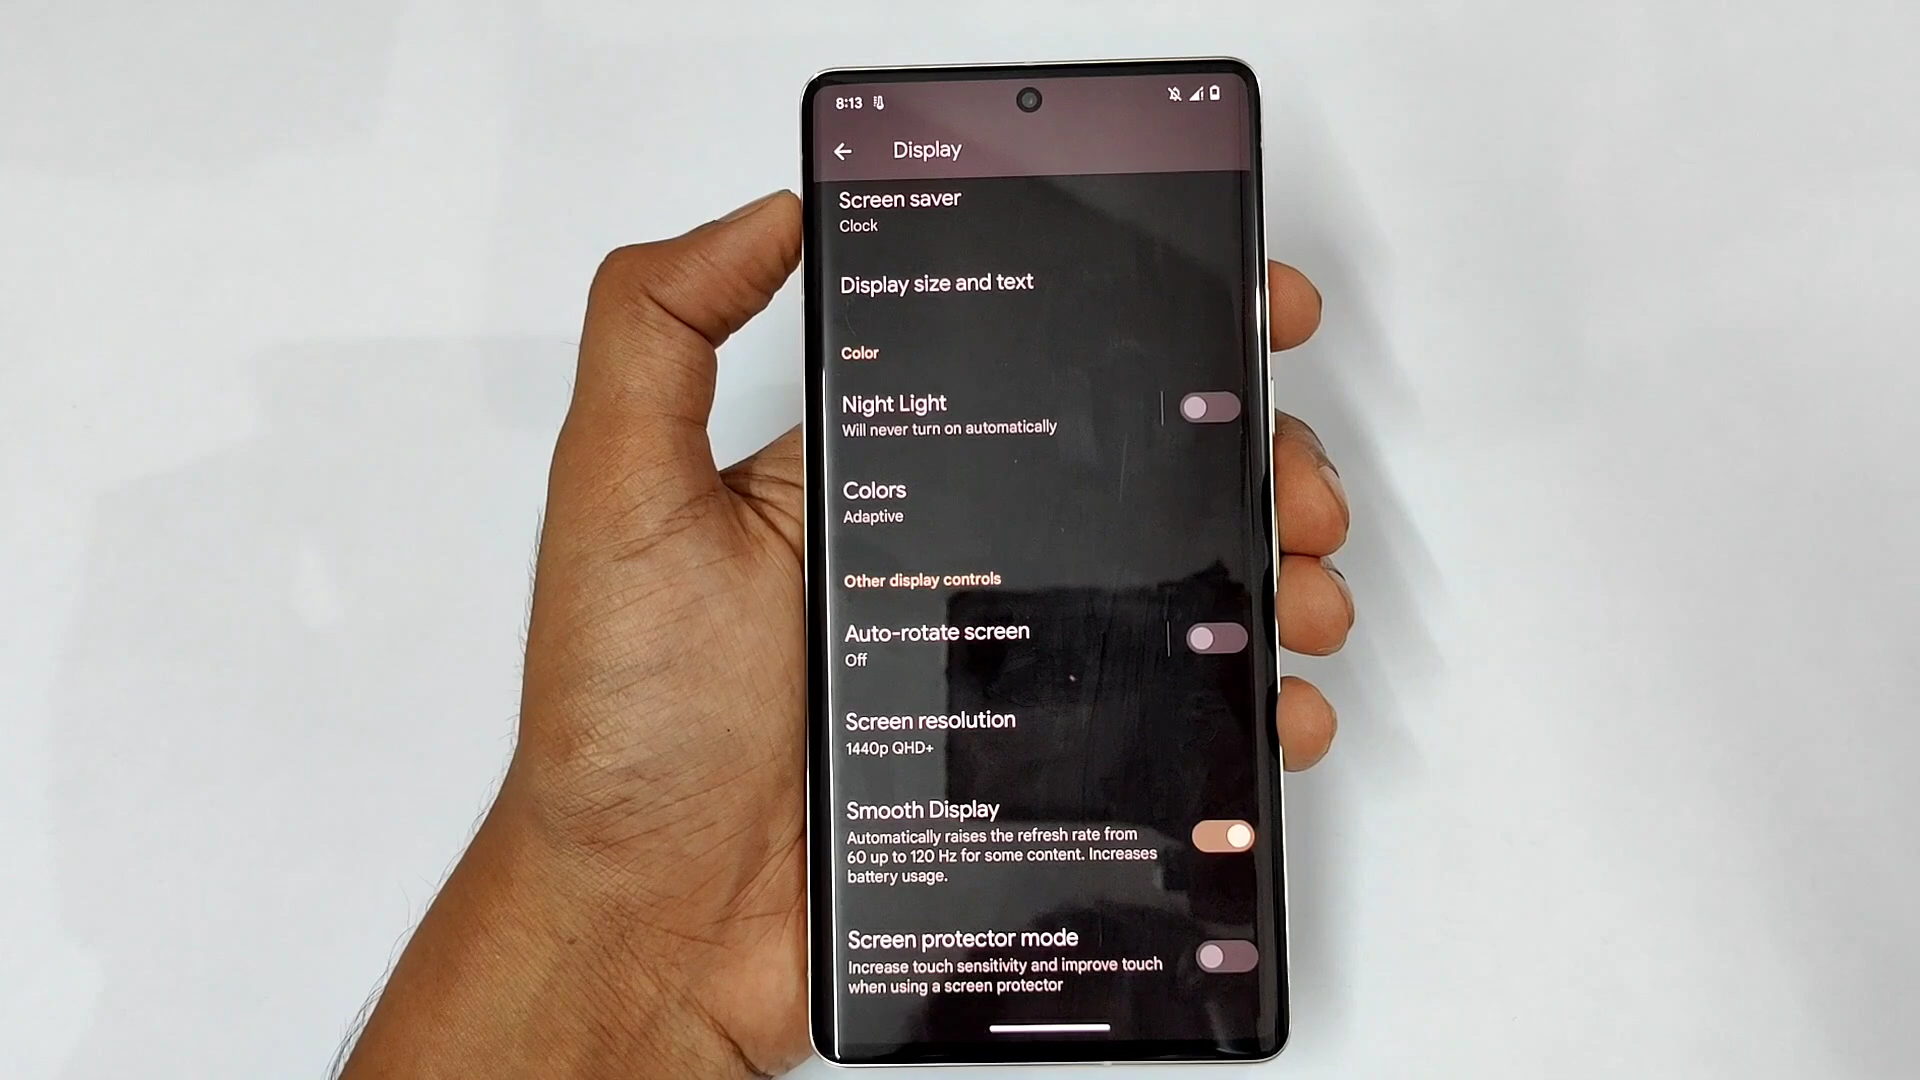 8:13
Display
Screen saver
Clock
Display size and text
Color
Night Light
Will never turn on automatically
Colors
Adaptive
Other display controls
Auto-rotate screen
Off
Screen resolution
1440p QHD+
Smooth Display
Automatically raises the refresh rate from
60 up to 120 Hz for some content. Increases
battery usage.
Screen protector mode
Increase touch sensitivity and improve touch
when using a screen protector